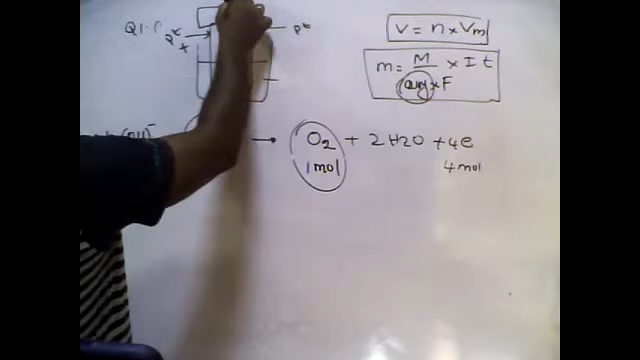 Q1.
Pt
x
Pt
V = n x Vm
m = M x I t
F
(OH)⁻
→ O2 + 2H2O + 4e
1mol
4mol